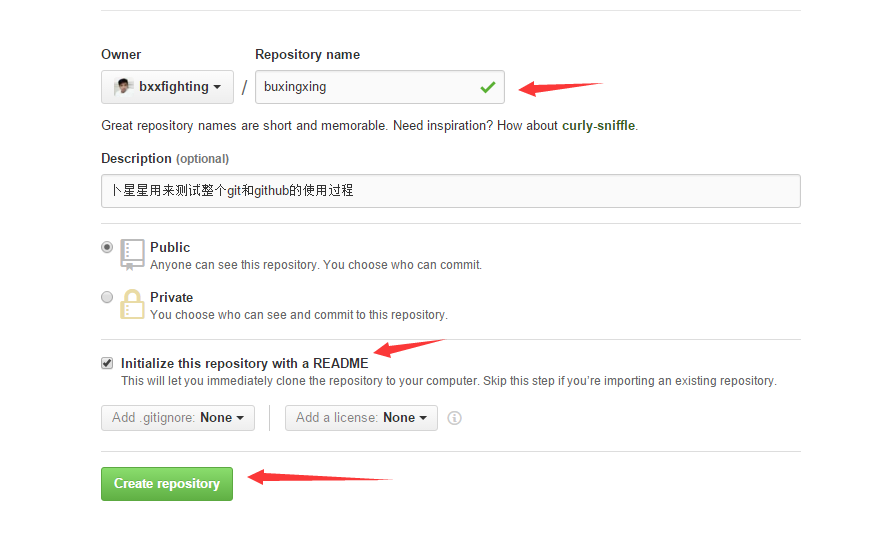 Owner Repository name
bxxfighting / buxingxing
Great repository names are short and memorable. Need inspiration? How about curly-sniffle.
Description (optional)
卜星星用来测试整个git和github的使用过程
Public
Anyone can see this repository. You choose who can commit.
Private
You choose who can see and commit to this repository.
Initialize this repository with a README
This will let you immediately clone the repository to your computer. Skip this step if you're importing an existing repository.
Add .gitignore: None Add a license: None
Create repository